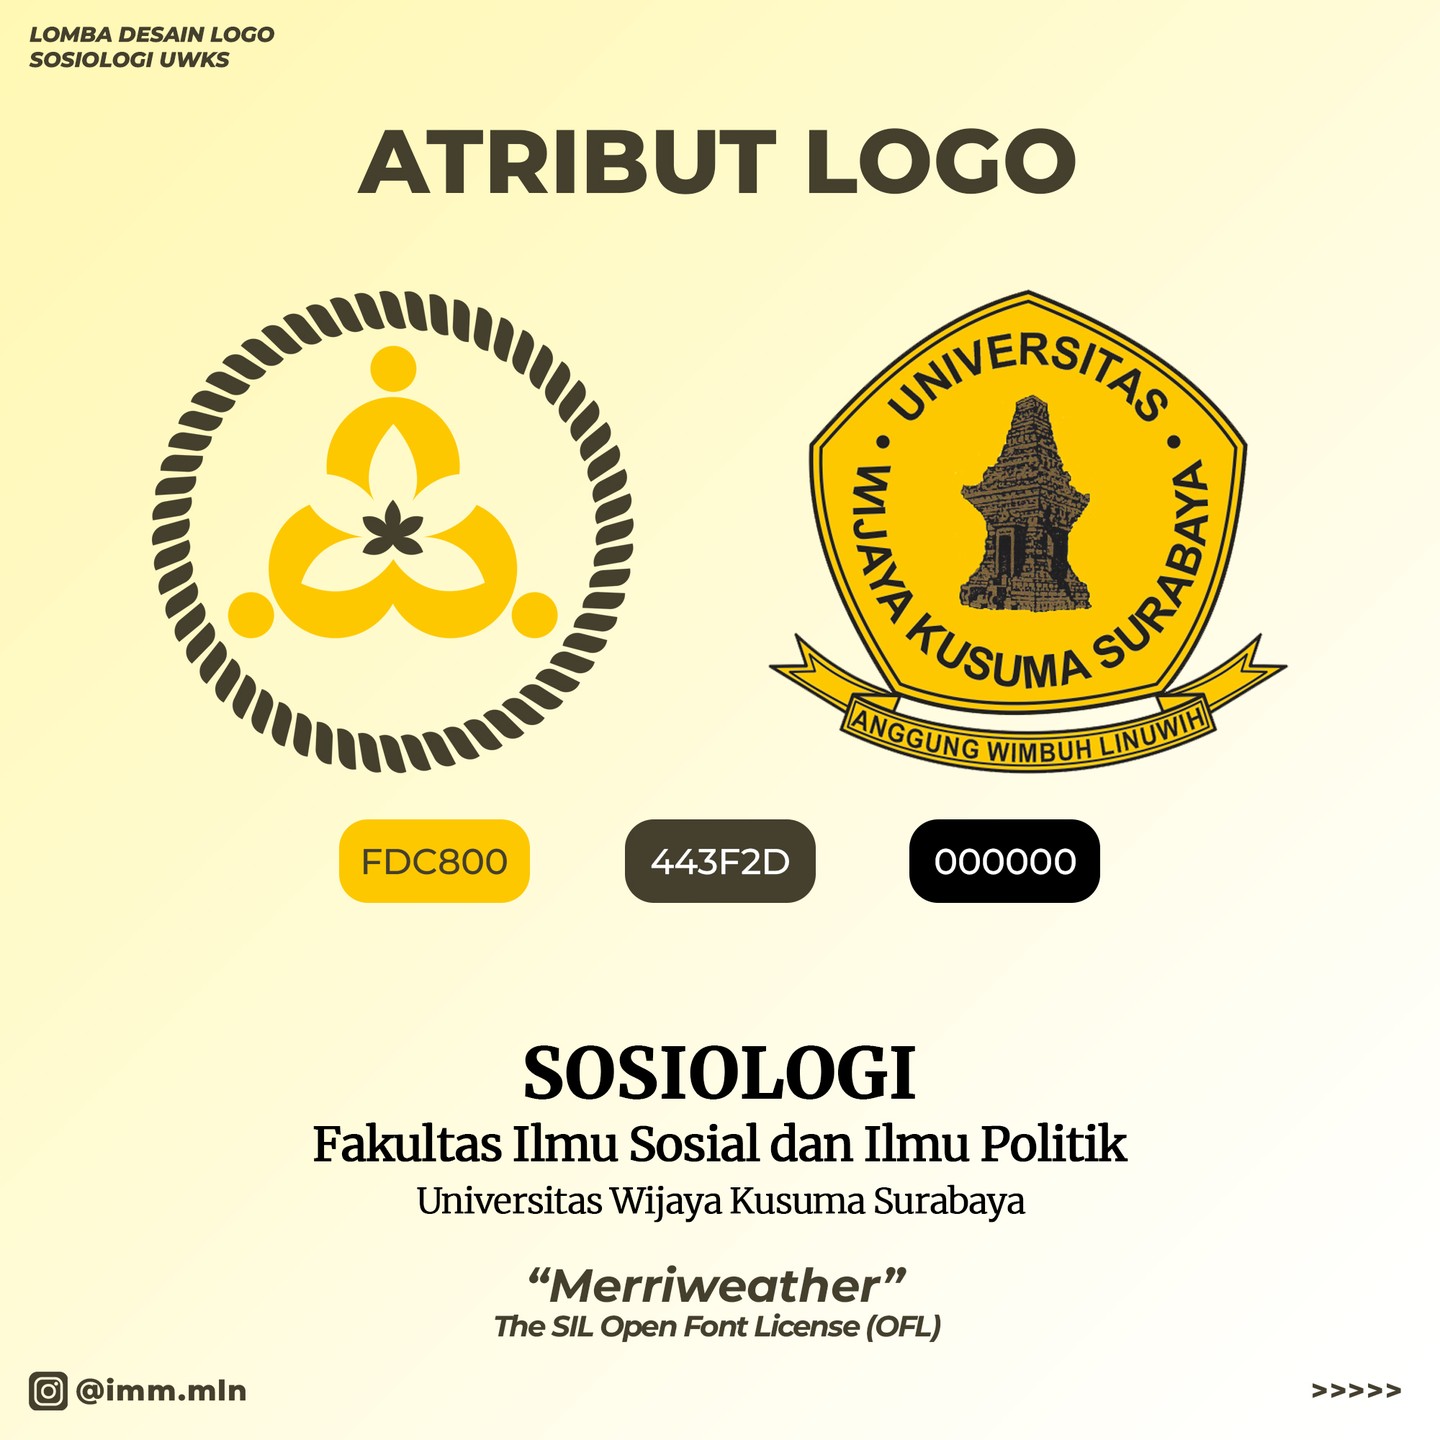 LOMBA DESAIN LOGO
SOSIOLOGI UWKS
ATRIBUT LOGO
UNIVERSITAS
• WIJAYA KUSUMA SURABAYA •
ANGGUNG WIMBUH LINUWIH
FDC800
443F2D
000000
SOSIOLOGI
Fakultas Ilmu Sosial dan Ilmu Politik
Universitas Wijaya Kusuma Surabaya
“Merriweather”
The SIL Open Font License (OFL)
@imm.mln
>>>>>